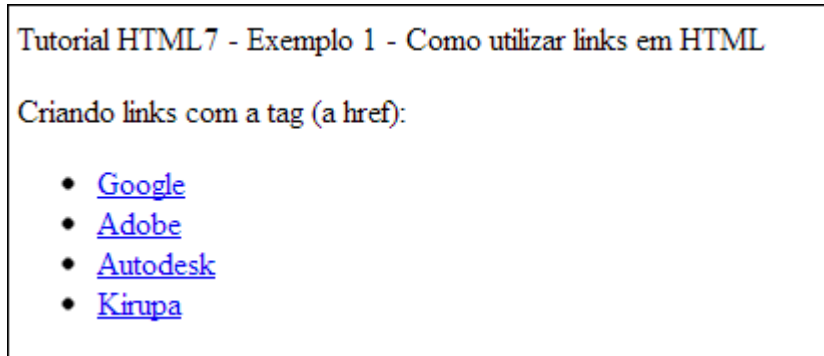 Tutorial HTML7 - Exemplo 1 - Como utilizar links em HTML
Criando links com a tag (a href):
Google
Adobe
Autodesk
Kirupa